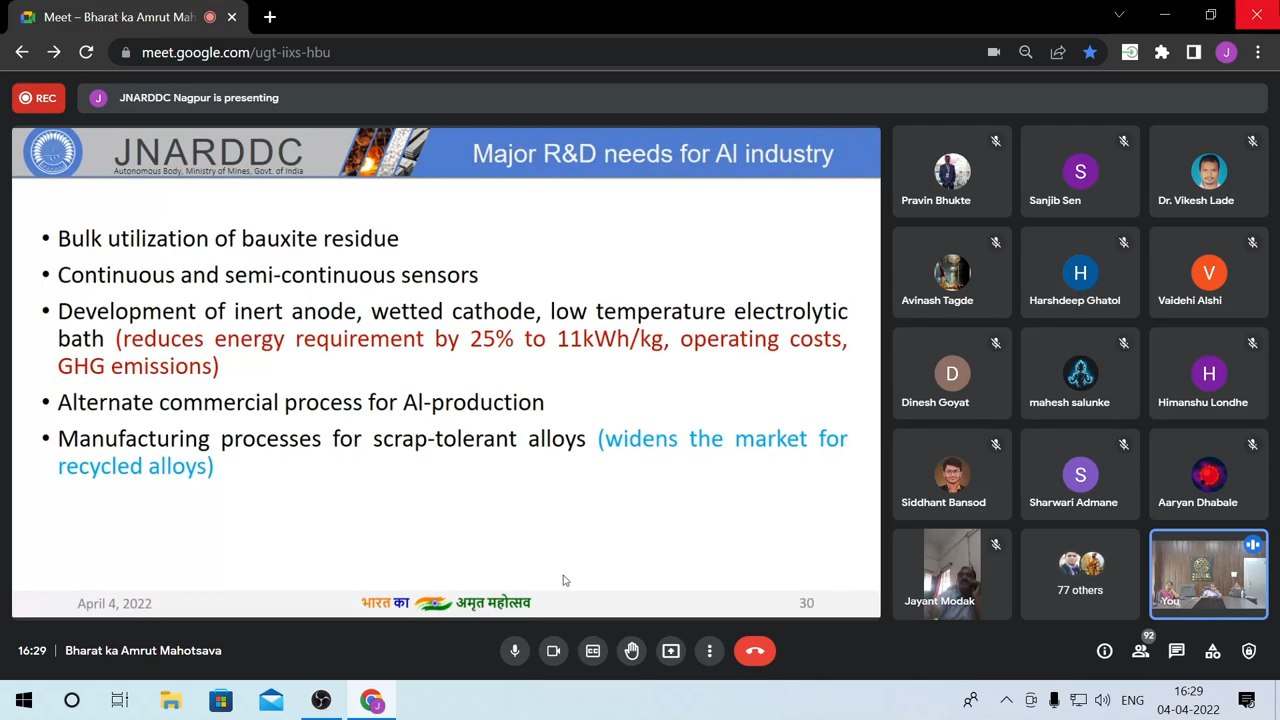 Meet – Bharat ka Amrut Mah
meet.google.com/ugt-iixs-hbu
J
REC
J
JNARDDC Nagpur is presenting
JNARDDC
Autonomous Body, Ministry of Mines, Govt. of India
Major R&D needs for Al industry
• Bulk utilization of bauxite residue
• Continuous and semi-continuous sensors
• Development of inert anode, wetted cathode, low temperature electrolytic
bath (reduces energy requirement by 25% to 11kWh/kg, operating costs,
GHG emissions)
• Alternate commercial process for Al-production
• Manufacturing processes for scrap-tolerant alloys (widens the market for
recycled alloys)
April 4, 2022
भारत का अमृत महोत्सव
30
Pravin Bhukte
S
Sanjib Sen
Dr. Vikesh Lade
Avinash Tagde
H
Harshdeep Ghatol
V
Vaidehi Alshi
D
Dinesh Goyat
mahesh salunke
H
Himanshu Londhe
Siddhant Bansod
S
Sharwari Admane
Aaryan Dhabale
Jayant Modak
77 others
You
16:29
Bharat ka Amrut Mahotsava
92
ENG
16:29
04-04-2022